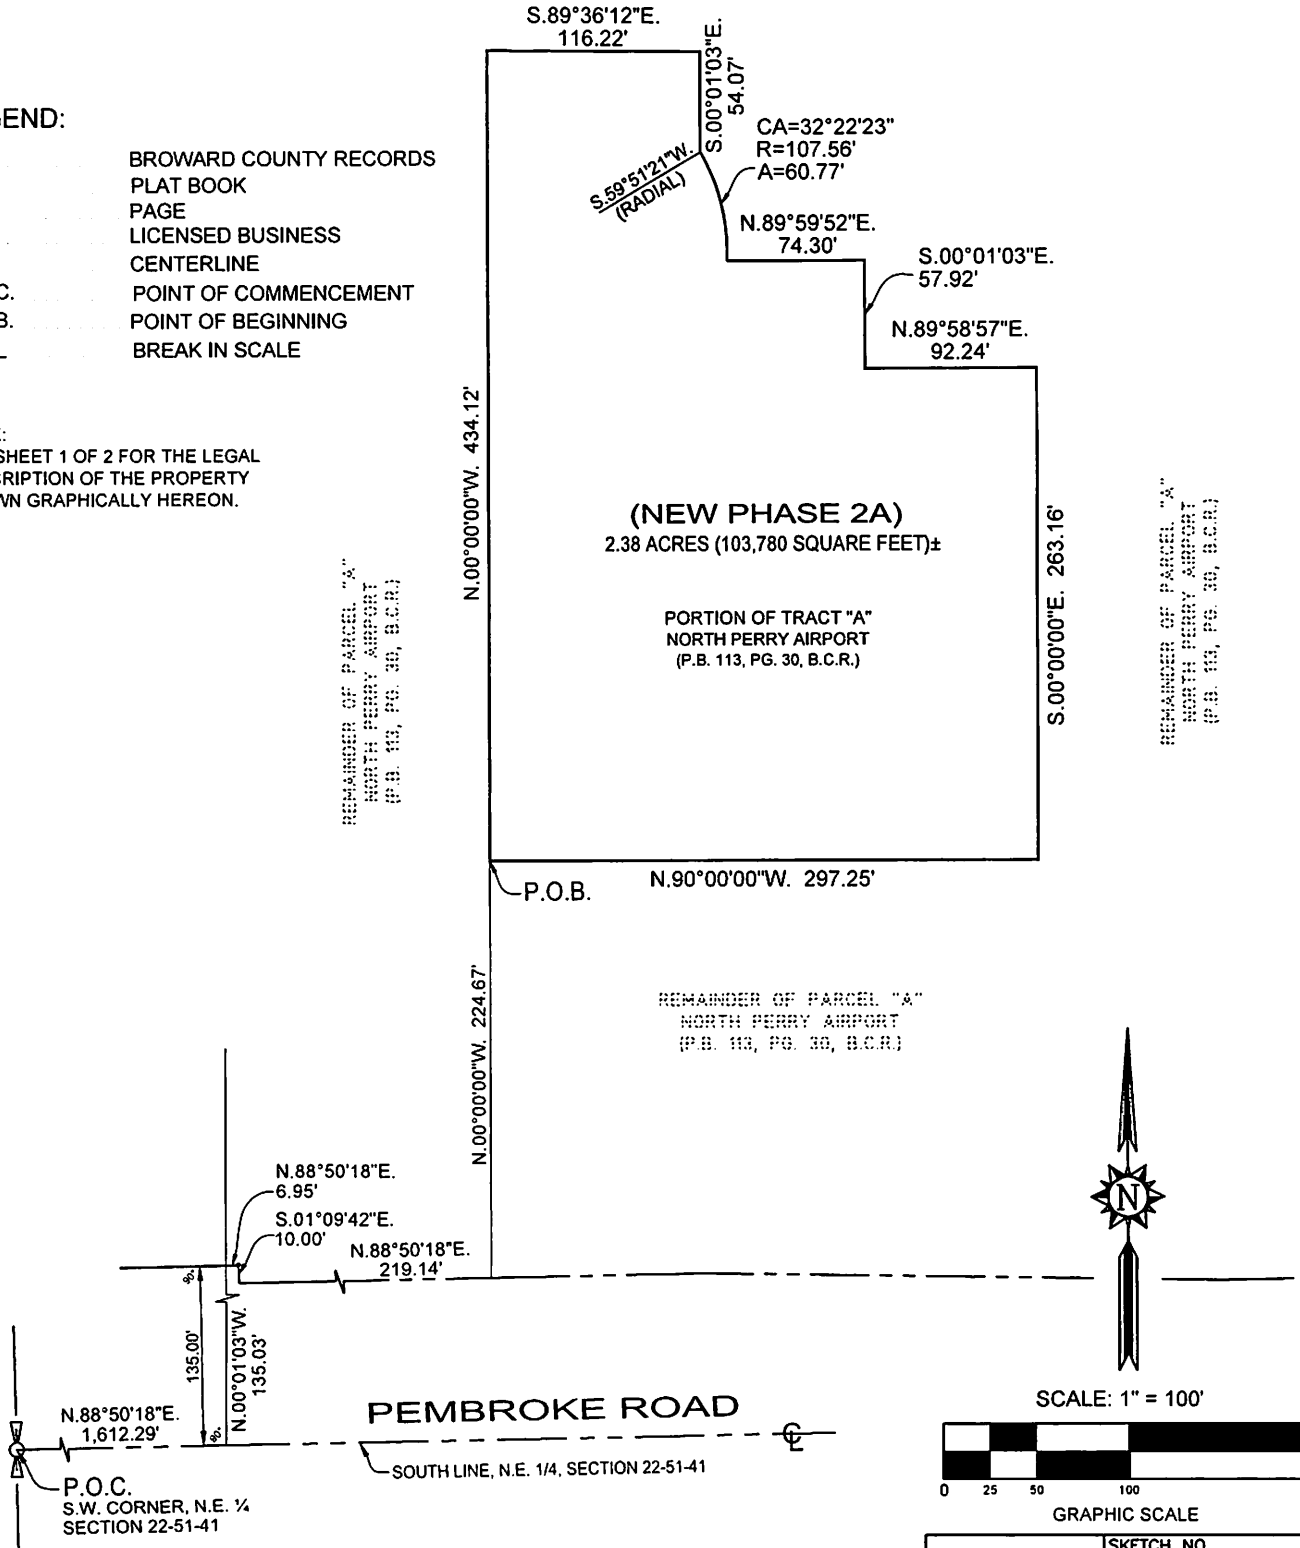 S.89°36'12"E.
116.22'
S.00°01'03"E.
54.07'
CA=32°22'23"
R=107.56'
A=60.77'
S.59°51'21"W.
(RADIAL)
N.89°59'52"E.
74.30'
S.00°01'03"E.
57.92'
N.89°58'57"E.
92.24'
END:
BROWARD COUNTY RECORDS
PLAT BOOK
PAGE
LICENSED BUSINESS
CENTERLINE
C. POINT OF COMMENCEMENT
B. POINT OF BEGINNING
BREAK IN SCALE
:
SHEET 1 OF 2 FOR THE LEGAL
CRIPTION OF THE PROPERTY
WN GRAPHICALLY HEREON.
N.00°00'00"W. 434.12'
(NEW PHASE 2A)
2.38 ACRES (103,780 SQUARE FEET)±
PORTION OF TRACT "A"
NORTH PERRY AIRPORT
(P.B. 113, PG. 30, B.C.R.)
S.00°00'00"E. 263.16'
REMAINDER OF PARCEL "A"
NORTH PERRY AIRPORT
(P.B. 113, PG. 30, B.C.R.)
REMAINDER OF PARCEL "A"
NORTH PERRY AIRPORT
(P.B. 113, PG. 30, B.C.R.)
N.90°00'00"W. 297.25'
P.O.B.
N.00°00'00"W. 224.67'
REMAINDER OF PARCEL "A"
NORTH PERRY AIRPORT
(P.B. 113, PG. 30, B.C.R.)
N.88°50'18"E.
6.95'
S.01°09'42"E.
10.00'
N.88°50'18"E.
219.14'
90°
135.00'
N.00°01'03"W.
135.03'
90°
N.88°50'18"E.
1,612.29'
PEMBROKE ROAD
SOUTH LINE, N.E. 1/4, SECTION 22-51-41
P.O.C.
S.W. CORNER, N.E. ¼
SECTION 22-51-41
N
SCALE: 1" = 100'
0 25 50 100
GRAPHIC SCALE
SKETCH NO